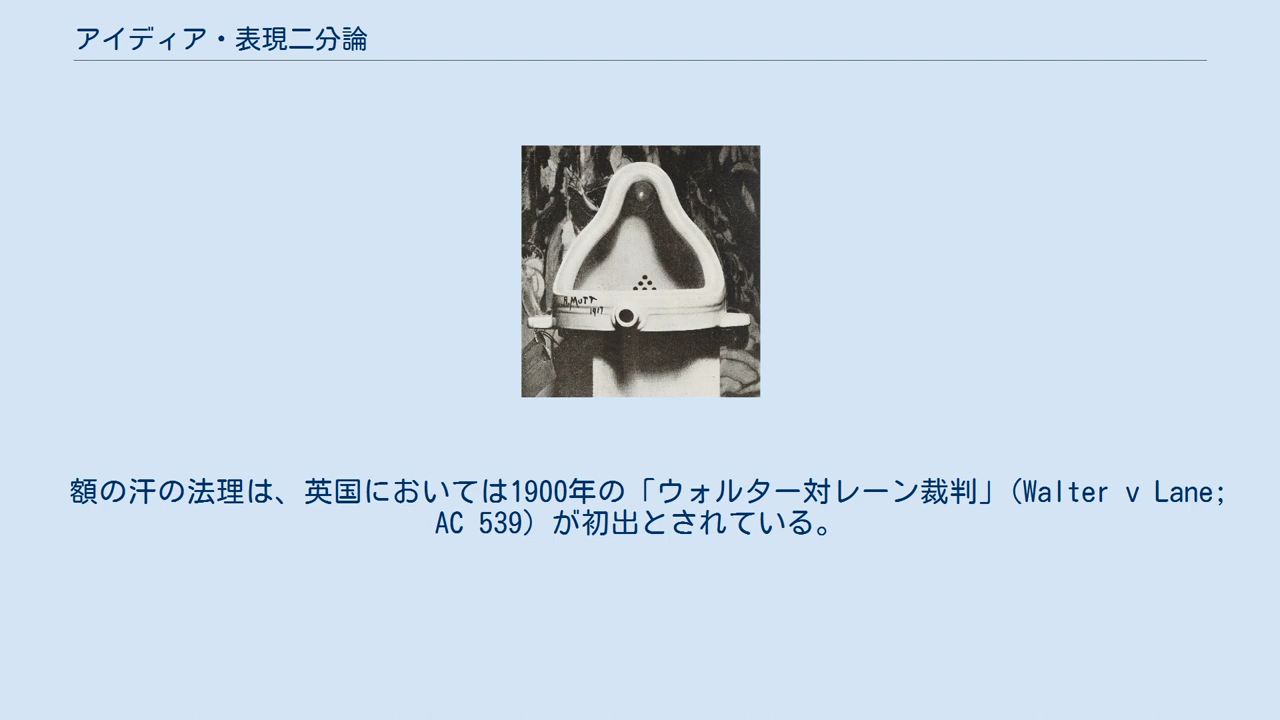 アイディア・表現二分論
R.MUTT
1917
額の汗の法理は、英国においては1900年の「ウォルター対レーン裁判」(Walter v Lane;
AC 539) が初出とされている。